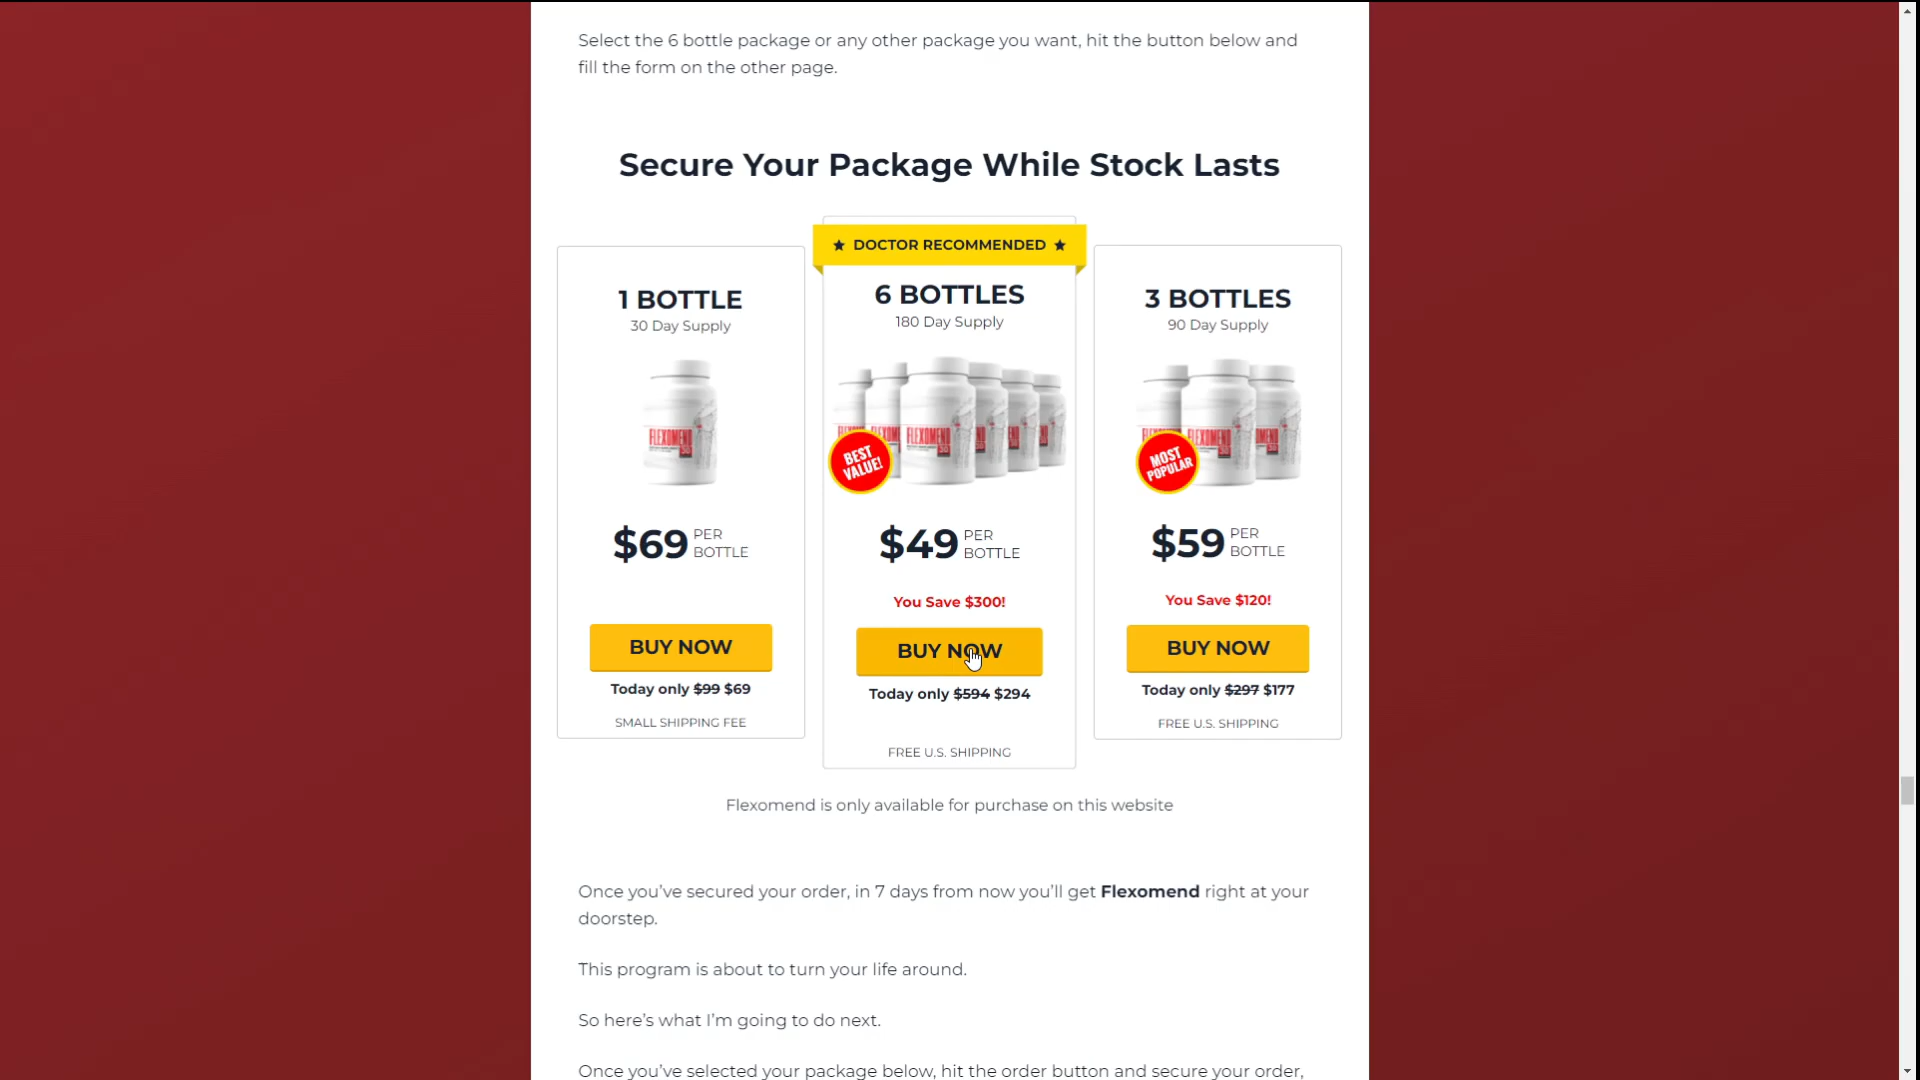 Select the 6 bottle package or any other package you want, hit the button below and
fill the form on the other page.
Secure Your Package While Stock Lasts
1 BOTTLE
30 Day Supply
FLEXOMEND
30
$69 PER BOTTLE
BUY NOW
Today only $99 $69
SMALL SHIPPING FEE
★ DOCTOR RECOMMENDED ★
6 BOTTLES
180 Day Supply
FLEXOMEND
30
BEST
VALUE!
$49 PER BOTTLE
You Save $300!
BUY NOW
Today only $594 $294
FREE U.S. SHIPPING
3 BOTTLES
90 Day Supply
FLEXOMEND
30
MOST
POPULAR
$59 PER BOTTLE
You Save $120!
BUY NOW
Today only $297 $177
FREE U.S. SHIPPING
Flexomend is only available for purchase on this website
Once you’ve secured your order, in 7 days from now you’ll get Flexomend right at your
doorstep.
This program is about to turn your life around.
So here’s what I’m going to do next.
Once you’ve selected your package below, hit the order button and secure your order,